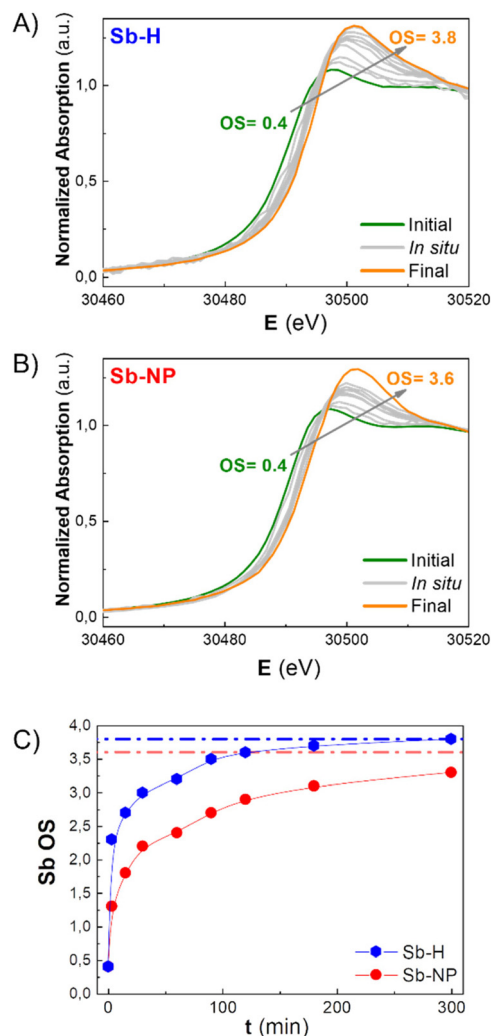 A)
Sb-H
OS= 3.8
OS= 0.4
Initial
In situ
Final
Normalized Absorption (a.u.)
1,0
0,5
0,0
30460 30480 30500 30520
E (eV)
B)
Sb-NP
OS= 3.6
OS= 0.4
Initial
In situ
Final
Normalized Absorption (a.u.)
1,0
0,5
0,0
30460 30480 30500 30520
E (eV)
C)
4,0
3,5
3,0
2,5
2,0
1,5
1,0
0,5
0,0
Sb OS
Sb-H
Sb-NP
0 100 200 300
t (min)